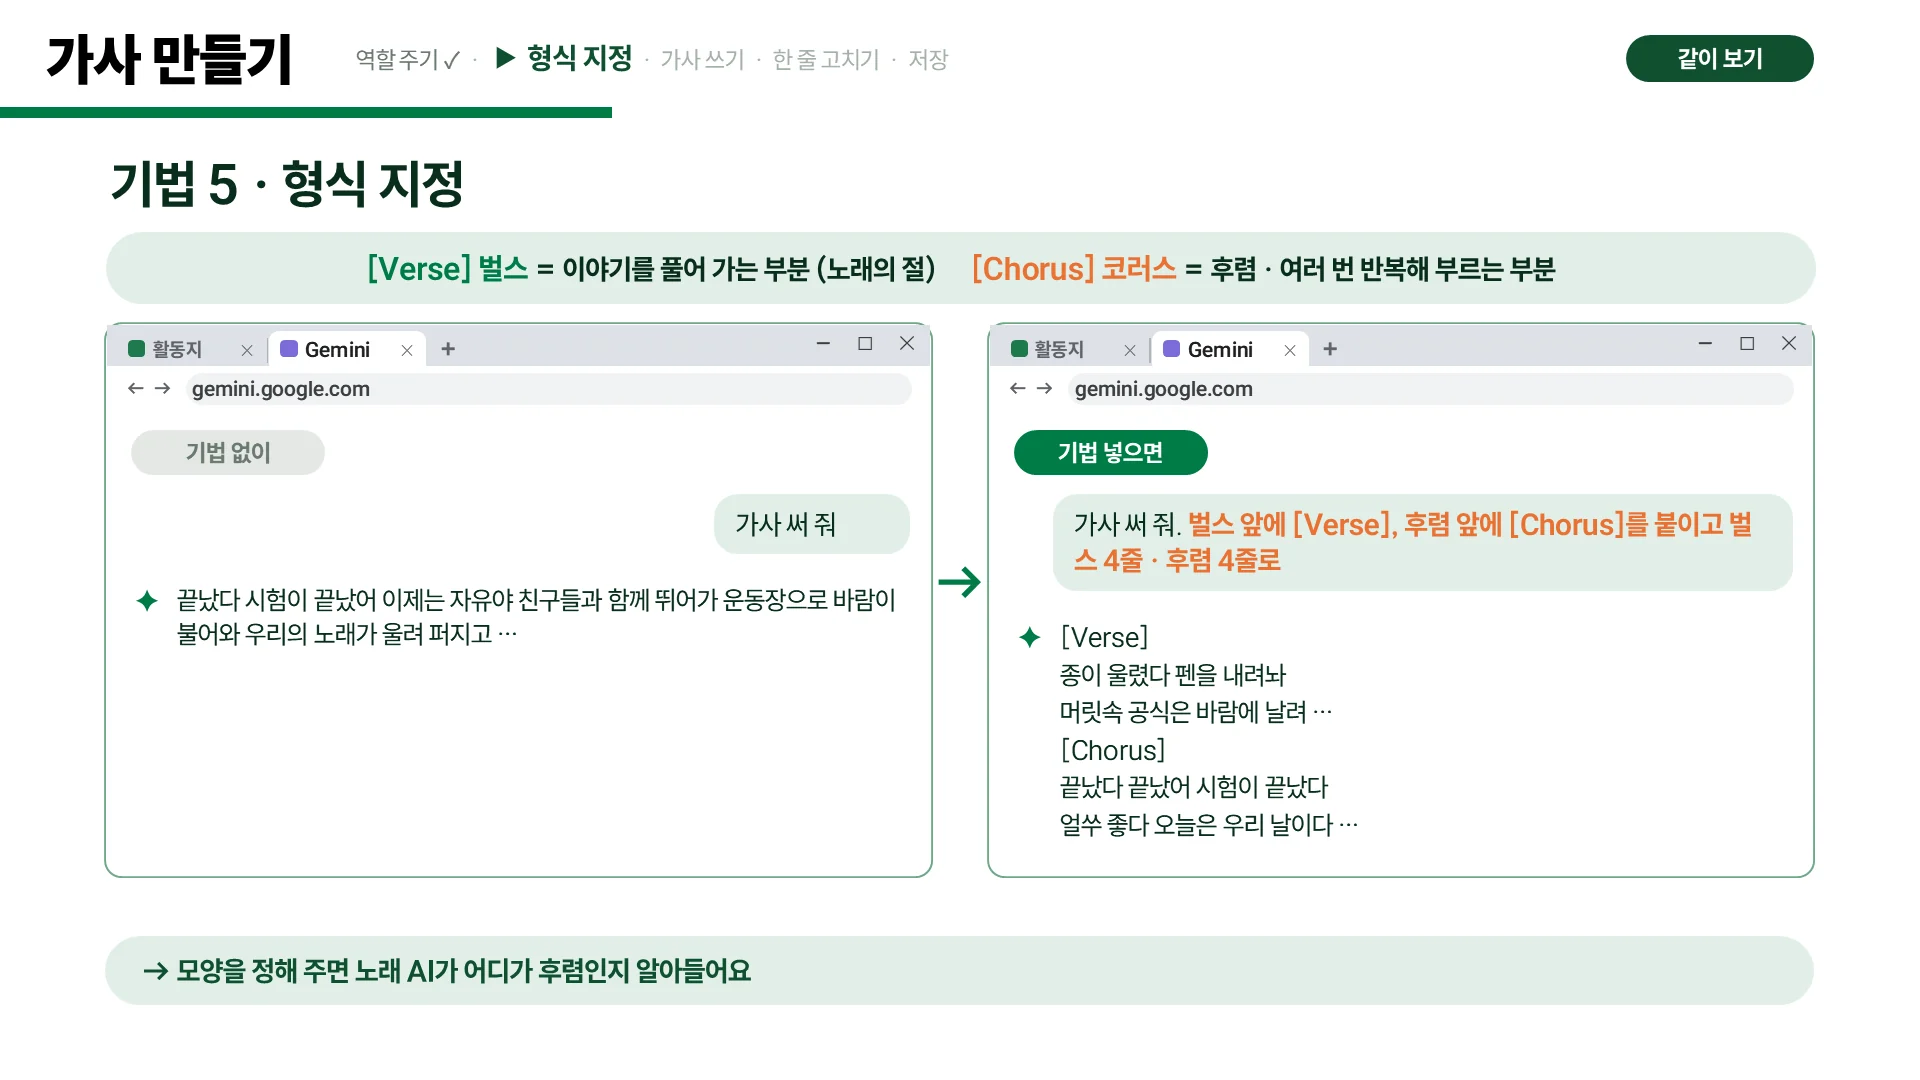 가사 만들기
역할 주기 ✓ · ▶ 형식 지정 · 가사 쓰기 · 한 줄 고치기 · 저장
같이 보기
기법 5 · 형식 지정
[Verse] 벌스 = 이야기를 풀어 가는 부분 (노래의 절) [Chorus] 코러스 = 후렴 · 여러 번 반복해 부르는 부분
활동지 × Gemini × +
← → gemini.google.com
기법 없이
가사 써 줘
끝났다 시험이 끝났어 이제는 자유야 친구들과 함께 뛰어가 운동장으로 바람이
불어와 우리의 노래가 울려 퍼지고 …
→
활동지 × Gemini × +
← → gemini.google.com
기법 넣으면
가사 써 줘. 벌스 앞에 [Verse], 후렴 앞에 [Chorus]를 붙이고 벌
스 4줄 · 후렴 4줄로
[Verse]
종이 울렸다 펜을 내려놔
머릿속 공식은 바람에 날려 …
[Chorus]
끝났다 끝났어 시험이 끝났다
얼쑤 좋다 오늘은 우리 날이다 …
→ 모양을 정해 주면 노래 AI가 어디가 후렴인지 알아들어요